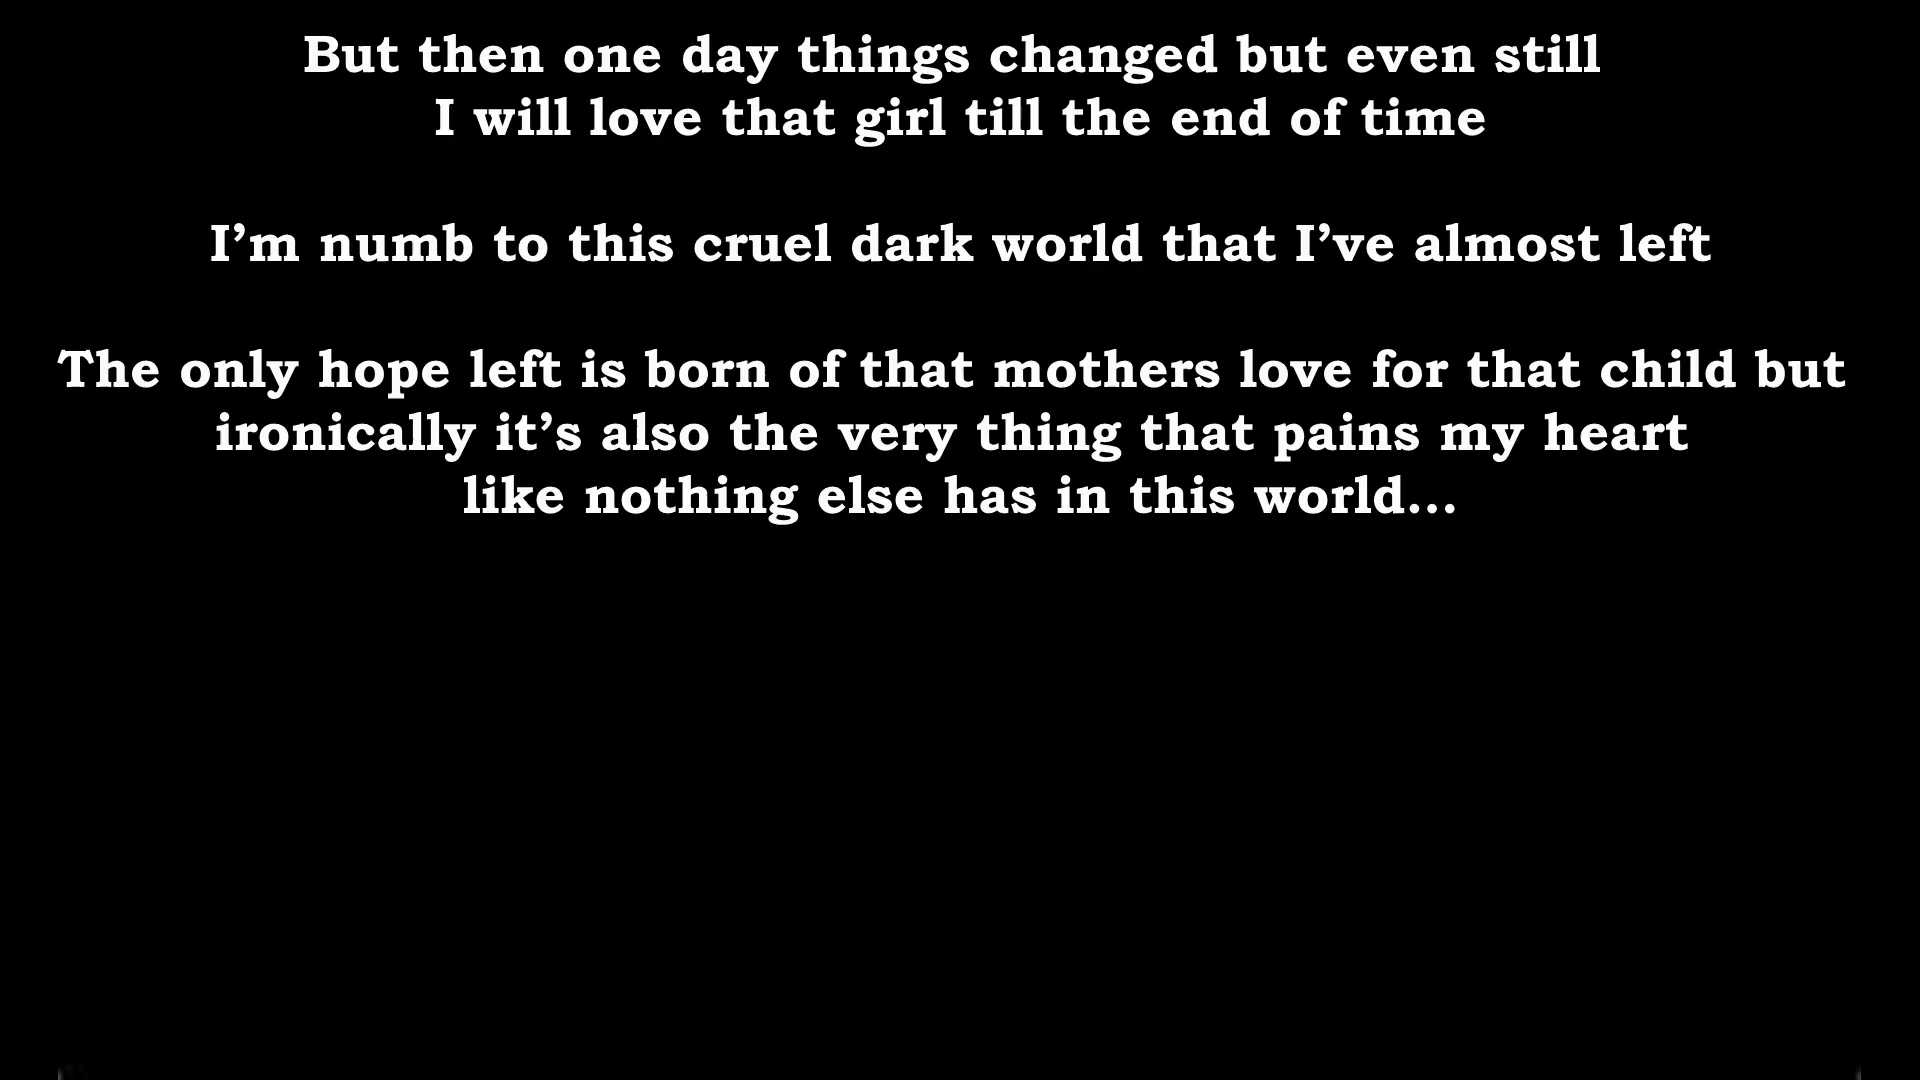 But then one day things changed but even still
I will love that girl till the end of time
I’m numb to this cruel dark world that I’ve almost left
The only hope left is born of that mothers love for that child but
ironically it’s also the very thing that pains my heart
like nothing else has in this world...